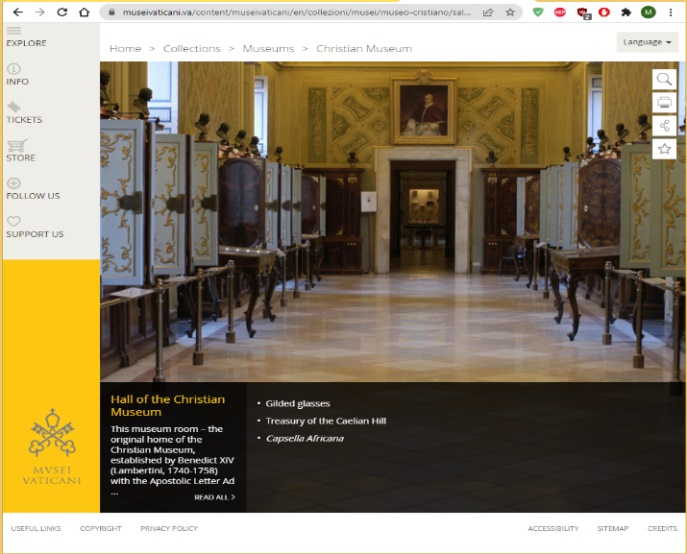 museivaticani.va/content/museivaticani/en/collezioni/musei/museo-cristiano/sal...
2
M
EXPLORE
INFO
TICKETS
STORE
FOLLOW US
SUPPORT US
MVSEI
VATICANI
Home > Collections > Museums > Christian Museum
Language
Hall of the Christian
Museum
This museum room – the
original home of the
Christian Museum,
established by Benedict XIV
(Lambertini, 1740-1758)
with the Apostolic Letter Ad
...
READ ALL >
• Gilded glasses
• Treasury of the Caelian Hill
• Capsella Africana
USEFUL LINKS COPYRIGHT PRIVACY POLICY ACCESSIBILITY SITEMAP CREDITS